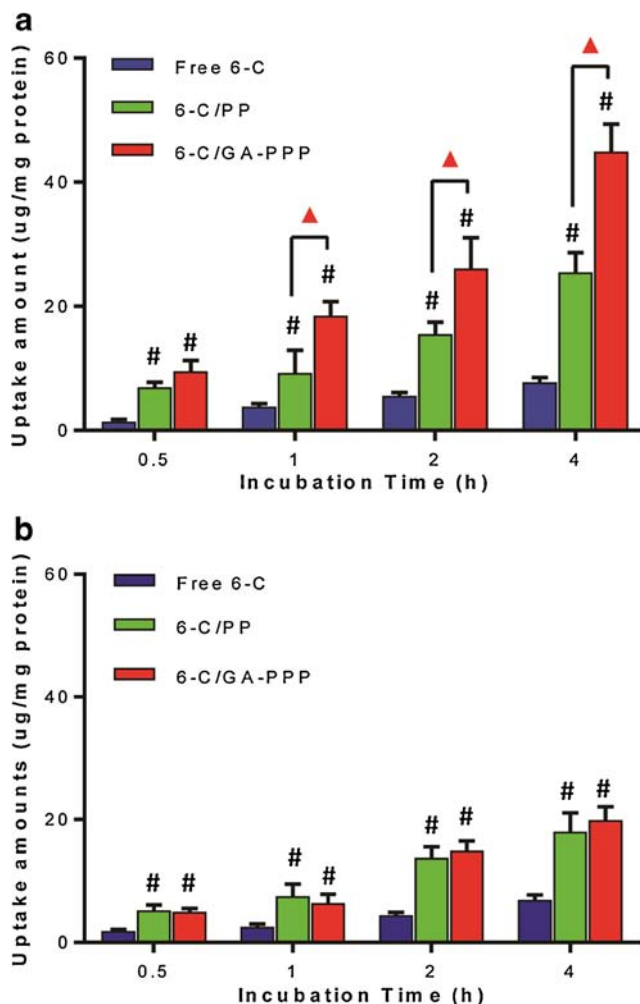 a
Uptake amount (ug/mg protein)
60
40
20
0
Free 6-C
6-C/PP
6-C/GA-PPP
# # # # # # # #
0.5 1 2 4
Incubation Time (h)
b
Uptake amounts (ug/mg protein)
60
40
20
0
Free 6-C
6-C/PP
6-C/GA-PPP
# # # # # # # #
0.5 1 2 4
Incubation Time (h)